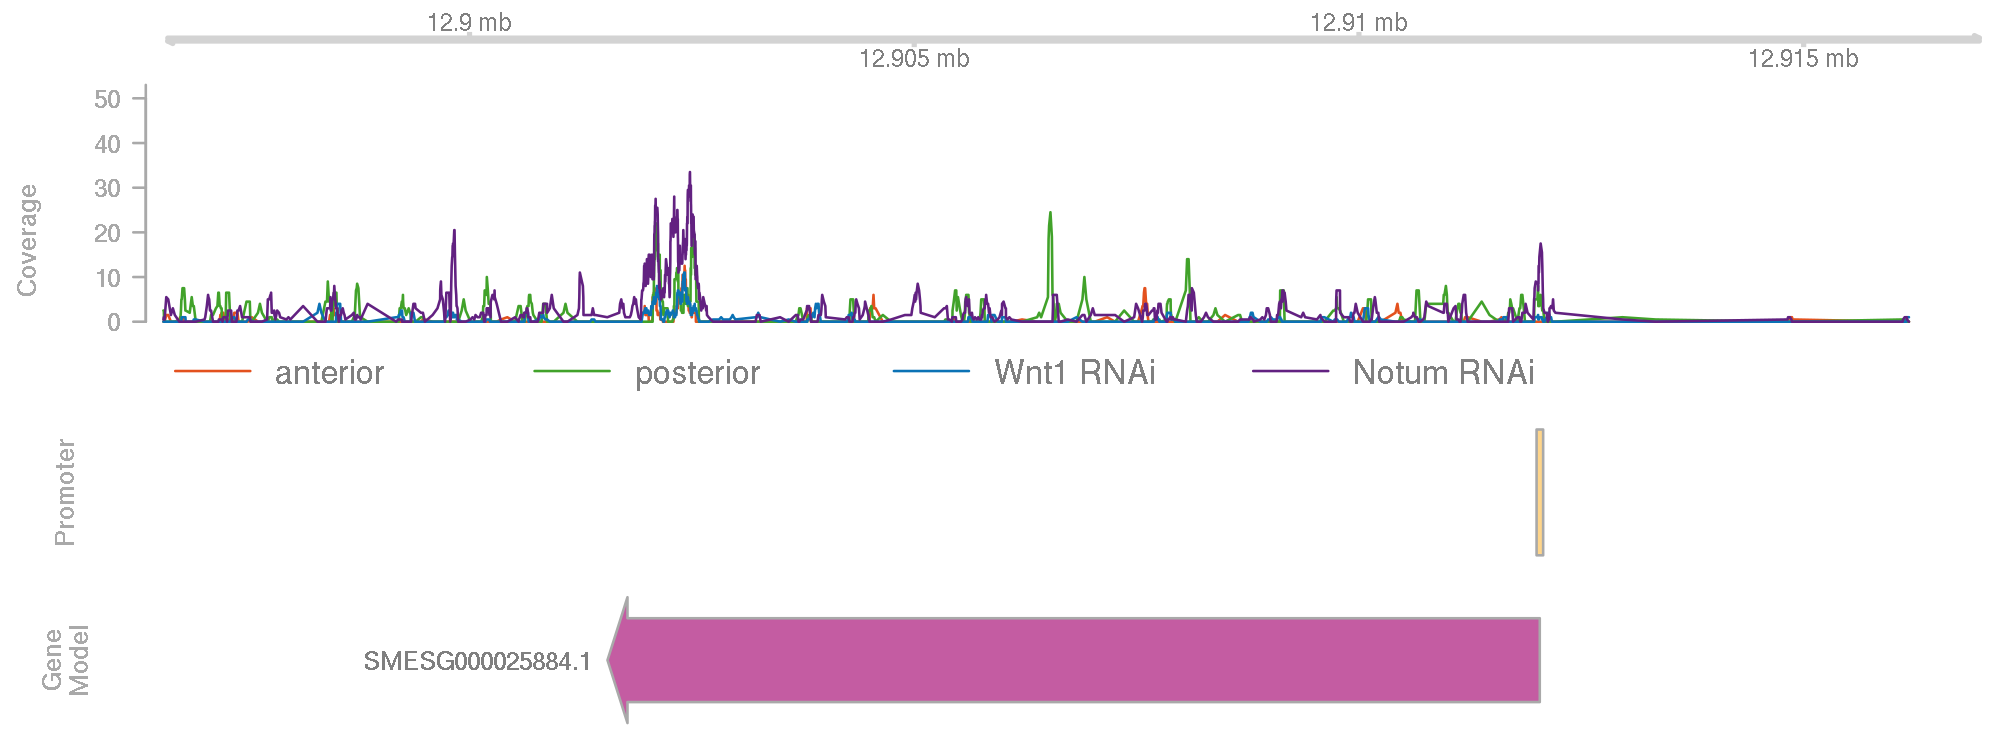 12.9 mb
12.91 mb
12.905 mb
12.915 mb
Coverage
50
40
30
20
10
0
anterior
posterior
Wnt1 RNAi
Notum RNAi
Promoter
Gene
Model
SMESG000025884.1